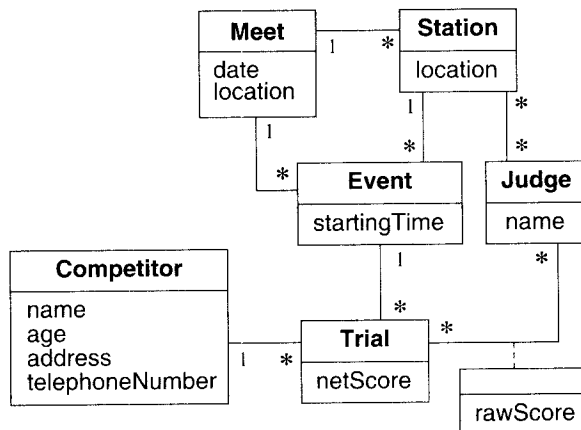 Meet
1
*
Station
date
location
location
1
1
*
*
*
*
Event
Judge
startingTime
name
Competitor
1
*
name
age
address
telephoneNumber
*
*
Trial
1
*
netScore
rawScore